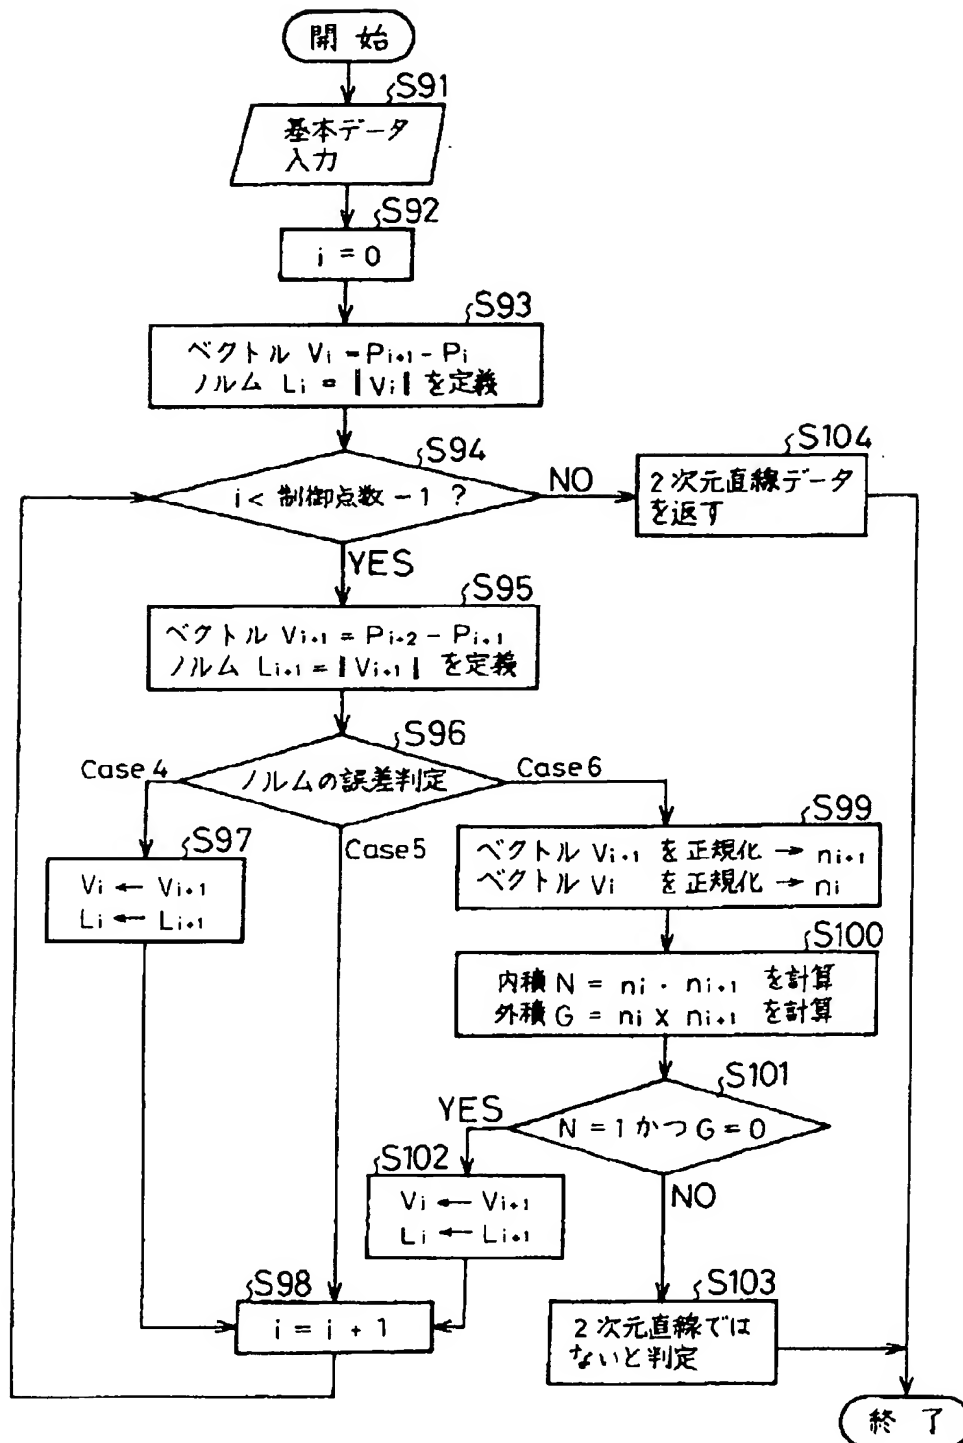 開 始
S91
基本データ
入力
S92
i = 0
S93
ベクトル Vi = Pi+1 - Pi
ノルム Li = |Vi| を定義
S94
i < 制御点数 - 1 ?
NO
YES
S104
2次元直線データ
を返す
S95
ベクトル Vi+1 = Pi+2 - Pi+1
ノルム Li+1 = |Vi+1| を定義
S96
ノルムの誤差判定
Case4
Case5
Case6
S97
Vi ← Vi+1
Li ← Li+1
S99
ベクトル Vi+1 を正規化 → ni+1
ベクトル Vi を正規化 → ni
S100
内積 N = ni · ni+1 を計算
外積 G = ni × ni+1 を計算
S101
N = 1 かつ G = 0
YES
NO
S102
Vi ← Vi+1
Li ← Li+1
S98
i = i + 1
S103
2次元直線では
ないと判定
終 了